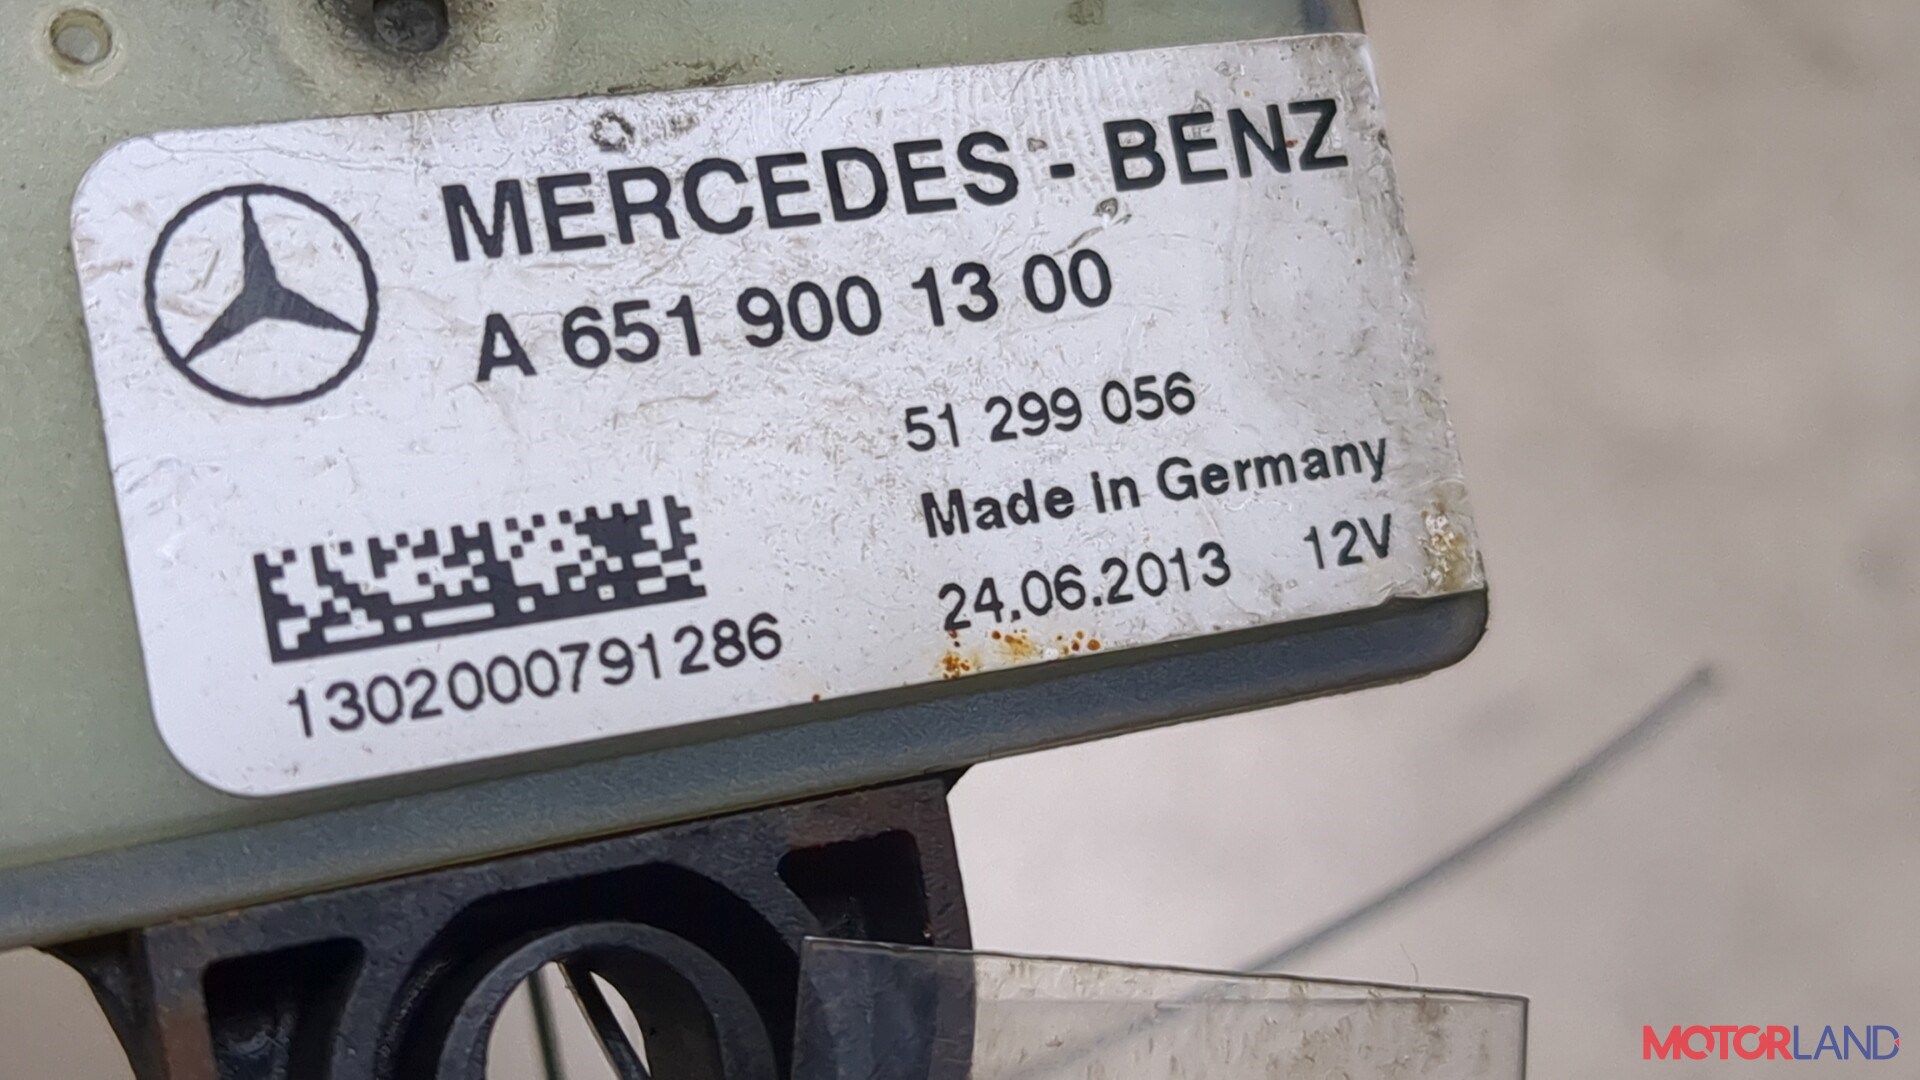 MERCEDES - BENZ
A 651 900 13 00
51 299 056
Made in Germany
24.06.2013 12V
1302000791286
MOTORLAND